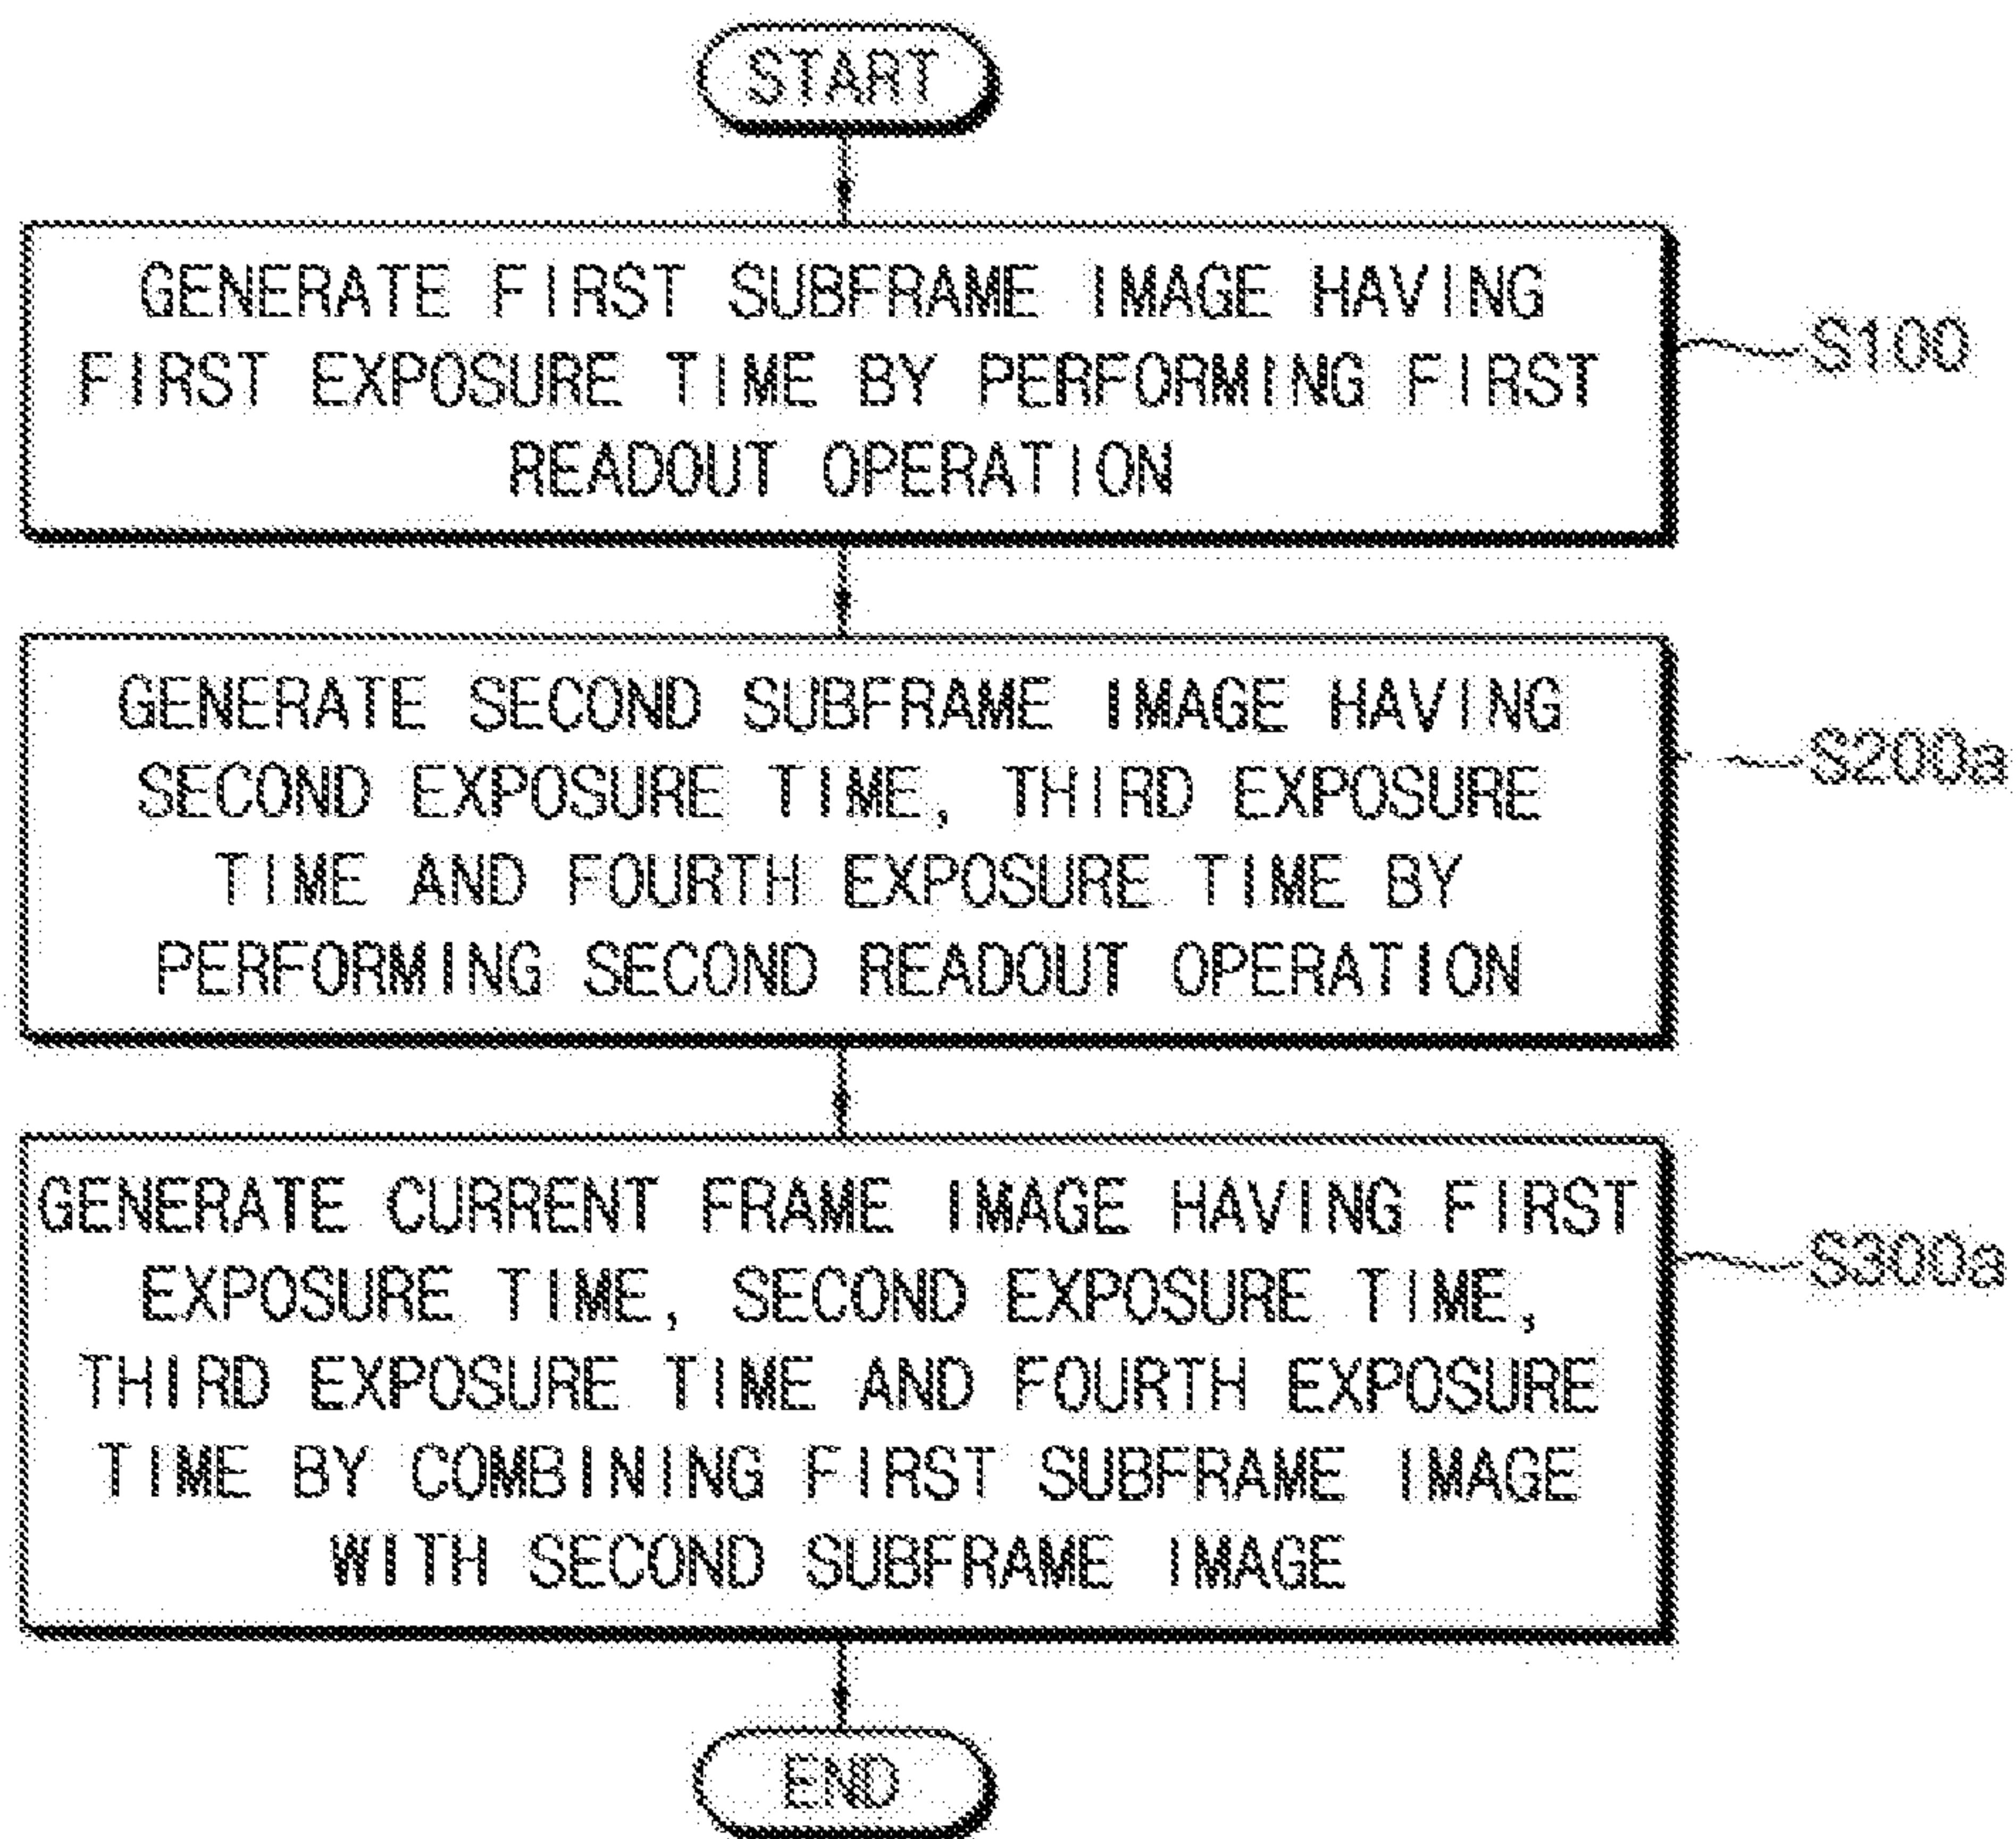 START
GENERATE FIRST SUBFRAME IMAGE HAVING
FIRST EXPOSURE TIME BY PERFORMING FIRST
READOUT OPERATION
S100
GENERATE SECOND SUBFRAME IMAGE HAVING
SECOND EXPOSURE TIME, THIRD EXPOSURE
TIME AND FOURTH EXPOSURE TIME BY
PERFORMING SECOND READOUT OPERATION
S200a
GENERATE CURRENT FRAME IMAGE HAVING FIRST
EXPOSURE TIME, SECOND EXPOSURE TIME,
THIRD EXPOSURE TIME AND FOURTH EXPOSURE
TIME BY COMBINING FIRST SUBFRAME IMAGE
WITH SECOND SUBFRAME IMAGE
S300a
END